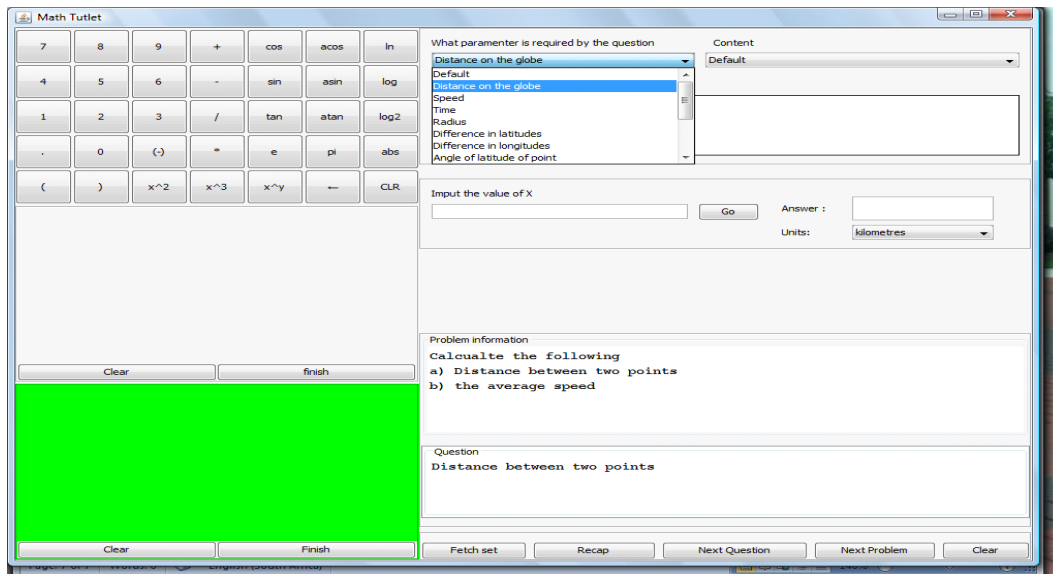 Math Tutlet
7 8 9 + cos acos ln
4 5 6 - sin asin log
1 2 3 / tan atan log2
. 0 (-) * e pi abs
( ) x^2 x^3 x^y ← CLR
Clear finish
Clear Finish
What paramenter is required by the question Content
Distance on the globe Default
Default
Distance on the globe
Speed
Time
Radius
Difference in latitudes
Difference in longitudes
Angle of latitude of point
Imput the value of X
Go Answer :
Units: kilometres
Problem information
Calcualte the following
a) Distance between two points
b) the average speed
Question
Distance between two points
Fetch set Recap Next Question Next Problem Clear
English (South Africa)